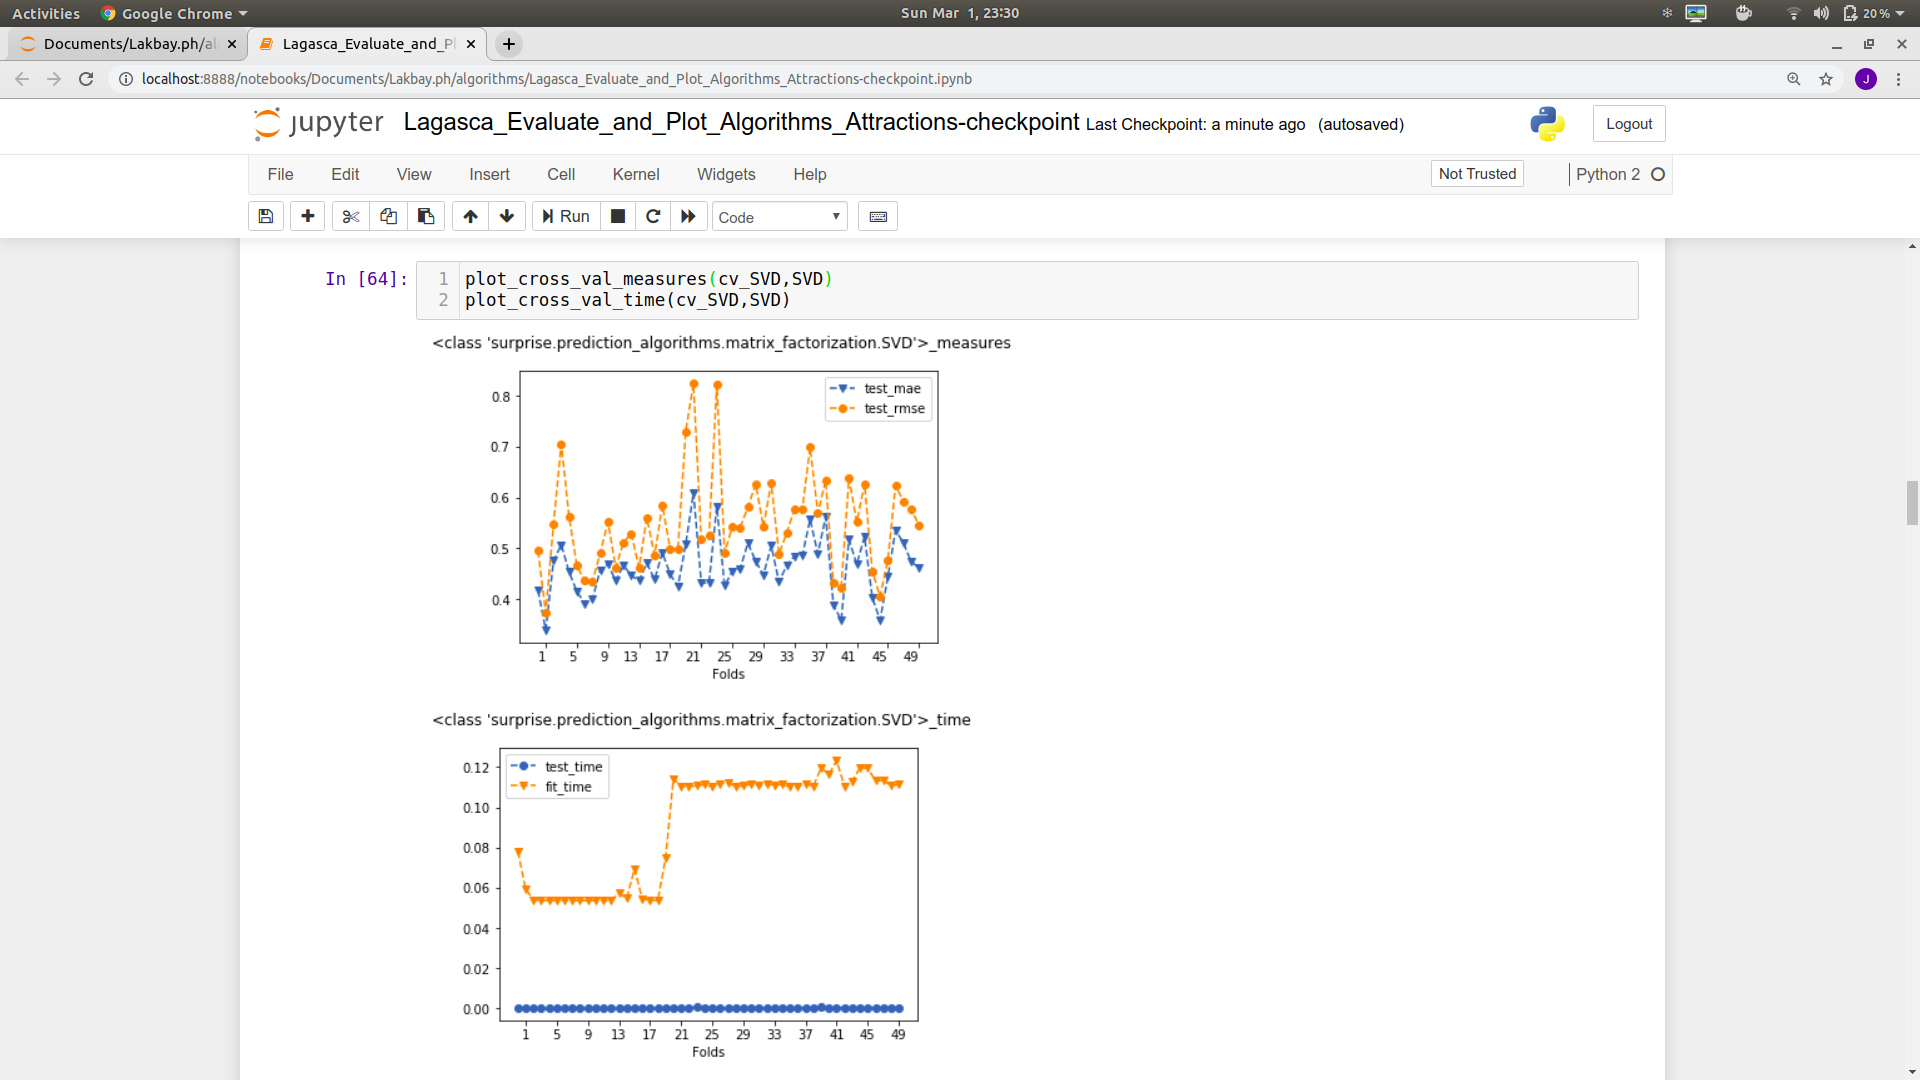 Activities Google Chrome Sun Mar 1, 23:30 20%
Documents/Lakbay.ph/al Lagasca_Evaluate_and_Pl
localhost:8888/notebooks/Documents/Lakbay.ph/algorithms/Lagasca_Evaluate_and_Plot_Algorithms_Attractions-checkpoint.ipynb J
jupyter Lagasca_Evaluate_and_Plot_Algorithms_Attractions-checkpoint Last Checkpoint: a minute ago (autosaved) Logout
File Edit View Insert Cell Kernel Widgets Help Not Trusted Python 2
Run Code
In [64]: 1 plot_cross_val_measures(cv_SVD,SVD)
2 plot_cross_val_time(cv_SVD,SVD)
<class 'surprise.prediction_algorithms.matrix_factorization.SVD'>_measures
test_mae
test_rmse
0.8
0.7
0.6
0.5
0.4
1 5 9 13 17 21 25 29 33 37 41 45 49
Folds
<class 'surprise.prediction_algorithms.matrix_factorization.SVD'>_time
test_time
fit_time
0.12
0.10
0.08
0.06
0.04
0.02
0.00
1 5 9 13 17 21 25 29 33 37 41 45 49
Folds